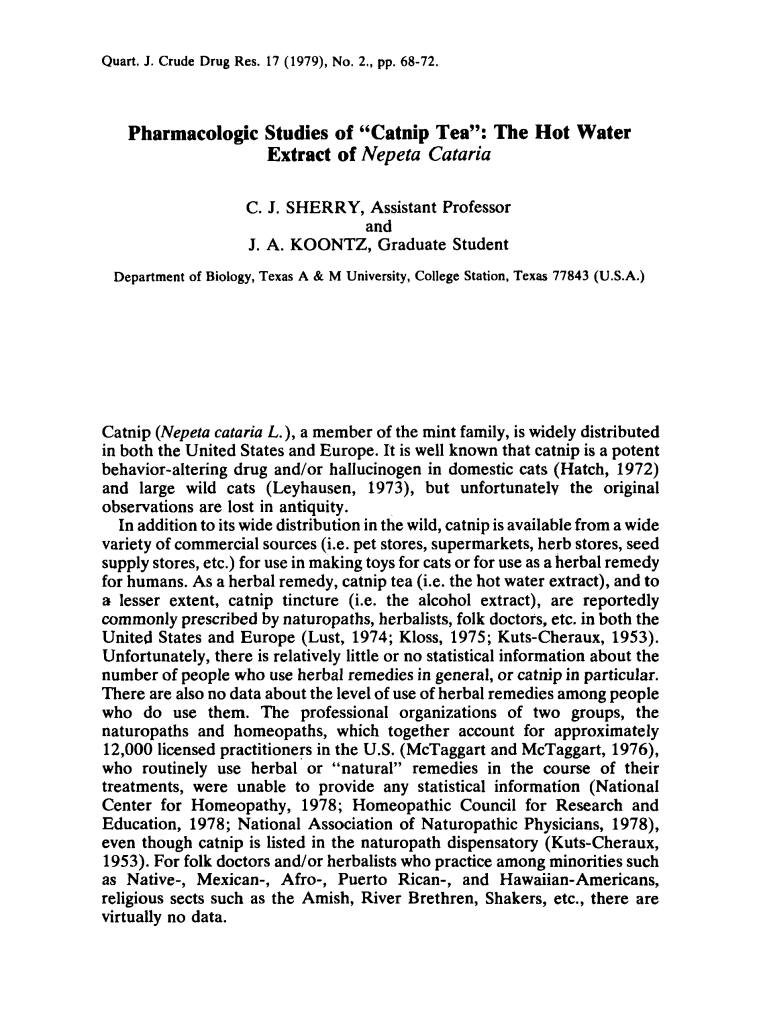 Quart. J. Crude Drug Res. 17 (1979), No. 2., pp. 68-72.
Pharmacologic Studies of “Catnip Tea”: The Hot Water
Extract of Nepeta Cataria
C. J. SHERRY, Assistant Professor
and
J. A. KOONTZ, Graduate Student
Department of Biology, Texas A & M University, College Station, Texas 77843 (U.S.A.)
Catnip (Nepeta cataria L.), a member of the mint family, is widely distributed
in both the United States and Europe. It is well known that catnip is a potent
behavior-altering drug and/or hallucinogen in domestic cats (Hatch, 1972)
and large wild cats (Leyhausen, 1973), but unfortunately the original
observations are lost in antiquity.
In addition to its wide distribution in the wild, catnip is available from a wide
variety of commercial sources (i.e. pet stores, supermarkets, herb stores, seed
supply stores, etc.) for use in making toys for cats or for use as a herbal remedy
for humans. As a herbal remedy, catnip tea (i.e. the hot water extract), and to
a lesser extent, catnip tincture (i.e. the alcohol extract), are reportedly
commonly prescribed by naturopaths, herbalists, folk doctors, etc. in both the
United States and Europe (Lust, 1974; Kloss, 1975; Kuts-Cheraux, 1953).
Unfortunately, there is relatively little or no statistical information about the
number of people who use herbal remedies in general, or catnip in particular.
There are also no data about the level of use of herbal remedies among people
who do use them. The professional organizations of two groups, the
naturopaths and homeopaths, which together account for approximately
12,000 licensed practitioners in the U.S. (McTaggart and McTaggart, 1976),
who routinely use herbal or “natural” remedies in the course of their
treatments, were unable to provide any statistical information (National
Center for Homeopathy, 1978; Homeopathic Council for Research and
Education, 1978; National Association of Naturopathic Physicians, 1978),
even though catnip is listed in the naturopath dispensatory (Kuts-Cheraux,
1953). For folk doctors and/or herbalists who practice among minorities such
as Native-, Mexican-, Afro-, Puerto Rican-, and Hawaiian-Americans,
religious sects such as the Amish, River Brethren, Shakers, etc., there are
virtually no data.